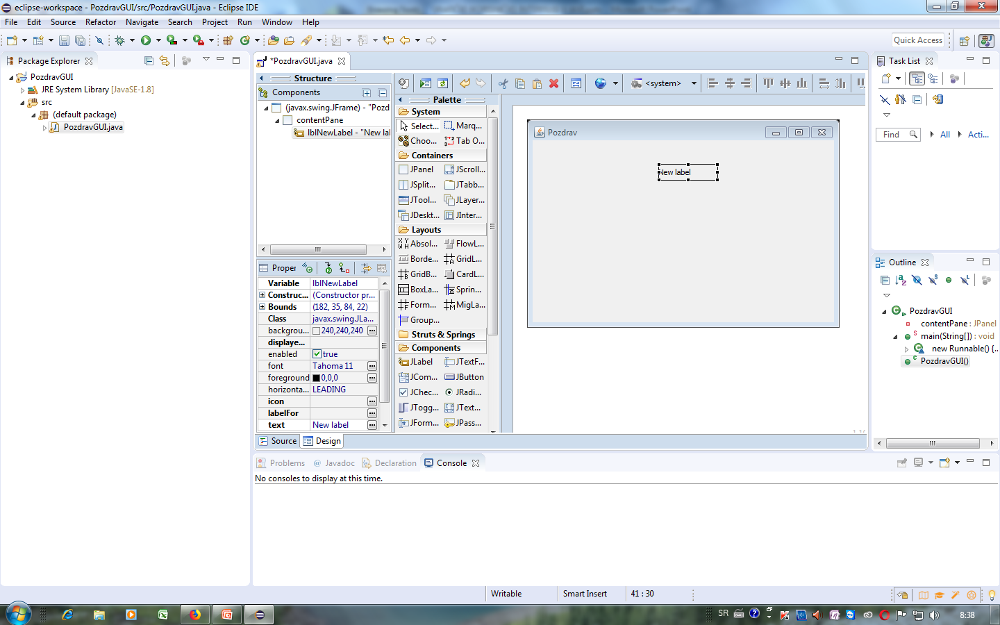 eclipse-workspace - PozdravGUI/src/PozdravGUI.java - Eclipse IDE
File Edit Source Refactor Navigate Search Project Run Window Help
Quick Access
Package Explorer
PozdravGUI
JRE System Library [JavaSE-1.8]
src
(default package)
PozdravGUI.java
*PozdravGUI.java
Structure
Components
(javax.swing.JFrame) - "Pozd
contentPane
lblNewLabel - "New lal
Proper
Variable lblNewLabel
Construc... (Constructor pr...
Bounds (182, 35, 84, 22)
Class javax.swing.JLa...
backgrou... 240,240,240
displaye...
enabled true
font Tahoma 11
foreground 0,0,0
horizonta... LEADING
icon
labelFor
text New label
<system>
Palette
System
Select... Marq...
Choo... Tab O...
Containers
JPanel JScroll...
JSplit... JTabb...
JTool... JLayer...
JDeskt... JInter...
Layouts
Absol... FlowL...
Borde... GridL...
GridB... CardL...
BoxLa... Sprin...
Form... MigLa...
Group...
Struts & Springs
Components
JLabel JTextF...
JCom... JButton
JChec... JRadi...
JTogg... JText...
JForm... JPass...
Pozdrav
New label
Source Design
Task List
Find All Acti...
Outline
PozdravGUI
contentPane : JPanel
main(String[]) : void
new Runnable() {...
PozdravGUI()
Problems Javadoc Declaration Console
No consoles to display at this time.
Writable Smart Insert 41 : 30
SR 8:38